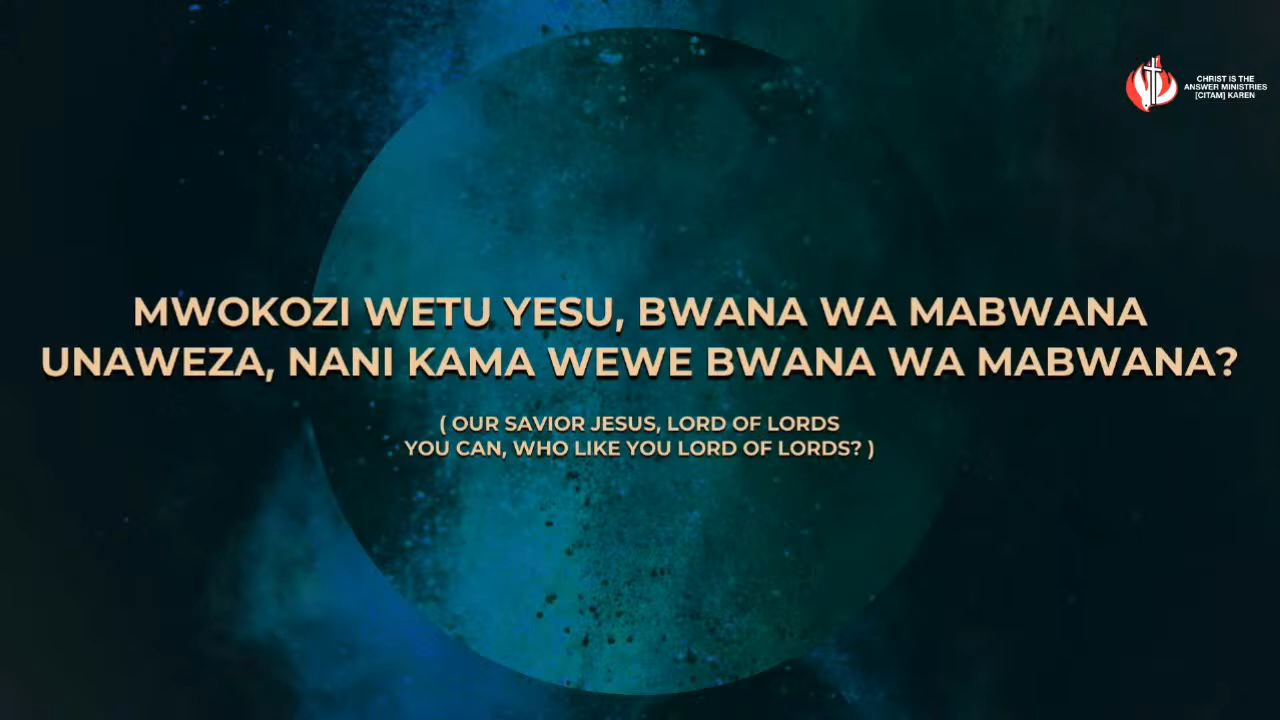 CHRIST IS THE
ANSWER MINISTRIES
[CITAM] KAREN
MWOKOZI WETU YESU, BWANA WA MABWANA
UNAWEZA, NANI KAMA WEWE BWANA WA MABWANA?
( OUR SAVIOR JESUS, LORD OF LORDS
YOU CAN, WHO LIKE YOU LORD OF LORDS? )